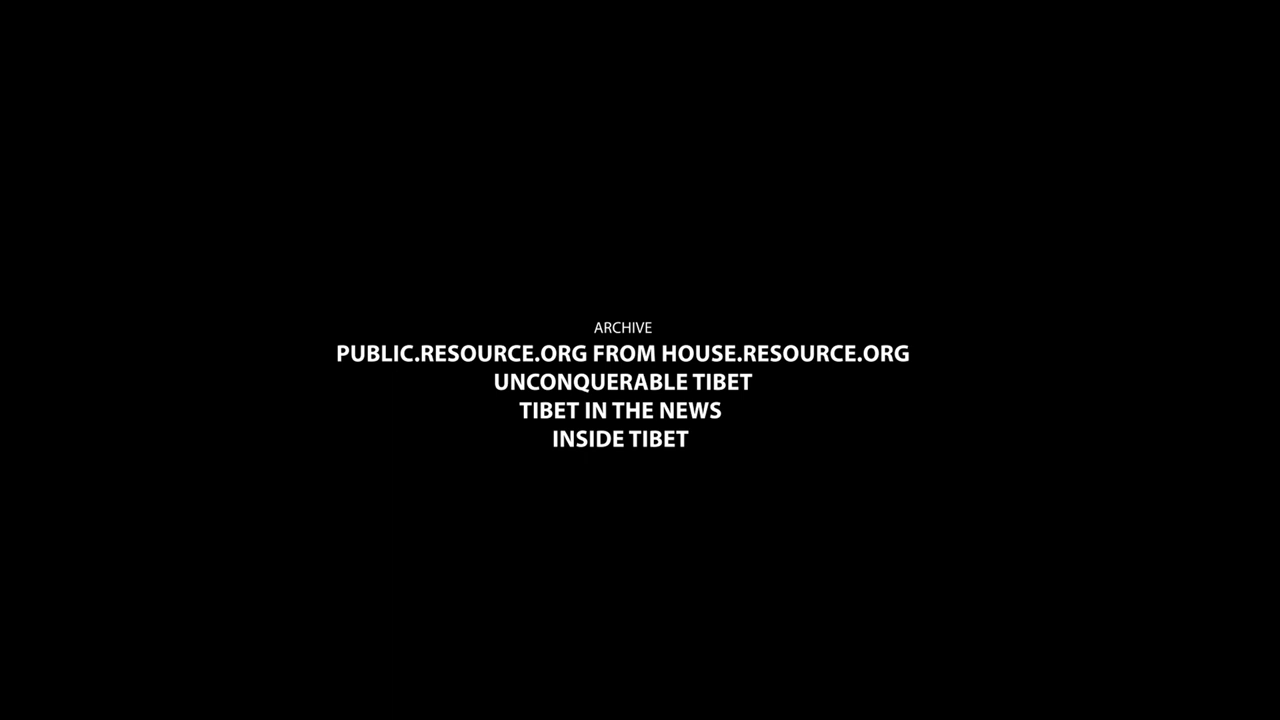 ARCHIVE
PUBLIC.RESOURCE.ORG FROM HOUSE.RESOURCE.ORG
UNCONQUERABLE TIBET
TIBET IN THE NEWS
INSIDE TIBET